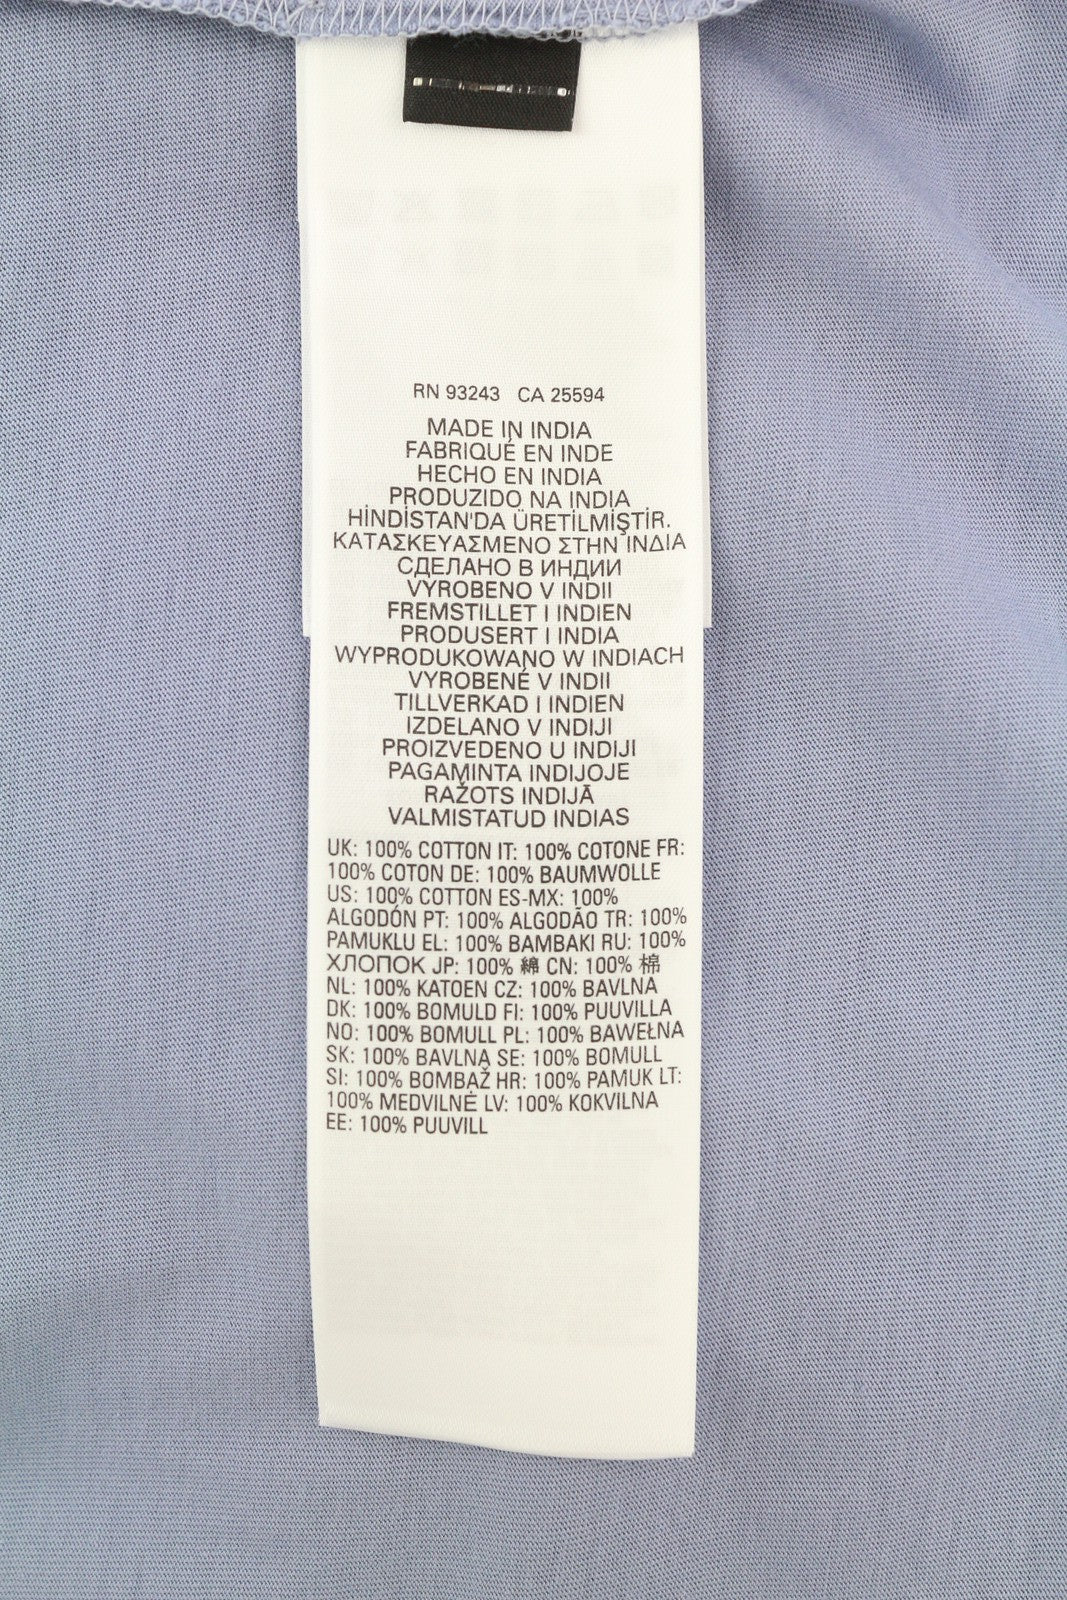 RN 93243 CA 25594
MADE IN INDIA
FABRIQUÉ EN INDE
HECHO EN INDIA
PRODUZIDO NA INDIA
HİNDİSTAN'DA ÜRETİLMİŞTİR.
ΚΑΤΑΣΚΕΥΑΣΜΕΝΟ ΣΤΗΝ ΙΝΔΙΑ
СДЕЛАНО В ИНДИИ
VYROBENO V INDII
FREMSTILLET I INDIEN
PRODUSERT I INDIA
WYPRODUKOWANO W INDIACH
VYROBENÉ V INDII
TILLVERKAD I INDIEN
IZDELANO V INDIJI
PROIZVEDENO U INDIJI
PAGAMINTA INDIJOJE
RAŽOTS INDIJĀ
VALMISTATUD INDIAS
UK: 100% COTTON IT: 100% COTONE FR:
100% COTON DE: 100% BAUMWOLLE
US: 100% COTTON ES-MX: 100%
ALGODÓN PT: 100% ALGODÃO TR: 100%
PAMUKLU EL: 100% ΒΑΜΒΑΚΙ RU: 100%
ХЛОПОК JP: 100% 綿 CN: 100% 棉
NL: 100% KATOEN CZ: 100% BAVLNA
DK: 100% BOMULD FI: 100% PUUVILLA
NO: 100% BOMULL PL: 100% BAWEŁNA
SK: 100% BAVLNA SE: 100% BOMULL
SI: 100% BOMBAŽ HR: 100% PAMUK LT:
100% MEDVILNĖ LV: 100% KOKVILNA
EE: 100% PUUVILL